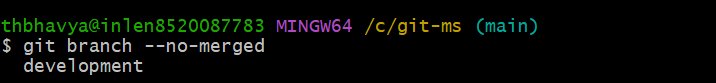 thbhavya@inlen8520087783 MINGW64 /c/git-ms (main)
$ git branch --no-merged
  development